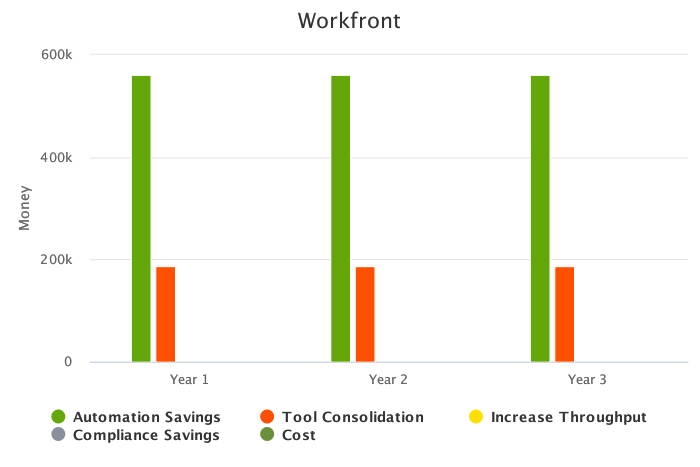 Workfront
600k
400k
200k
0
Money
Year 1 Year 2 Year 3
Automation Savings Tool Consolidation Increase Throughput
Compliance Savings Cost